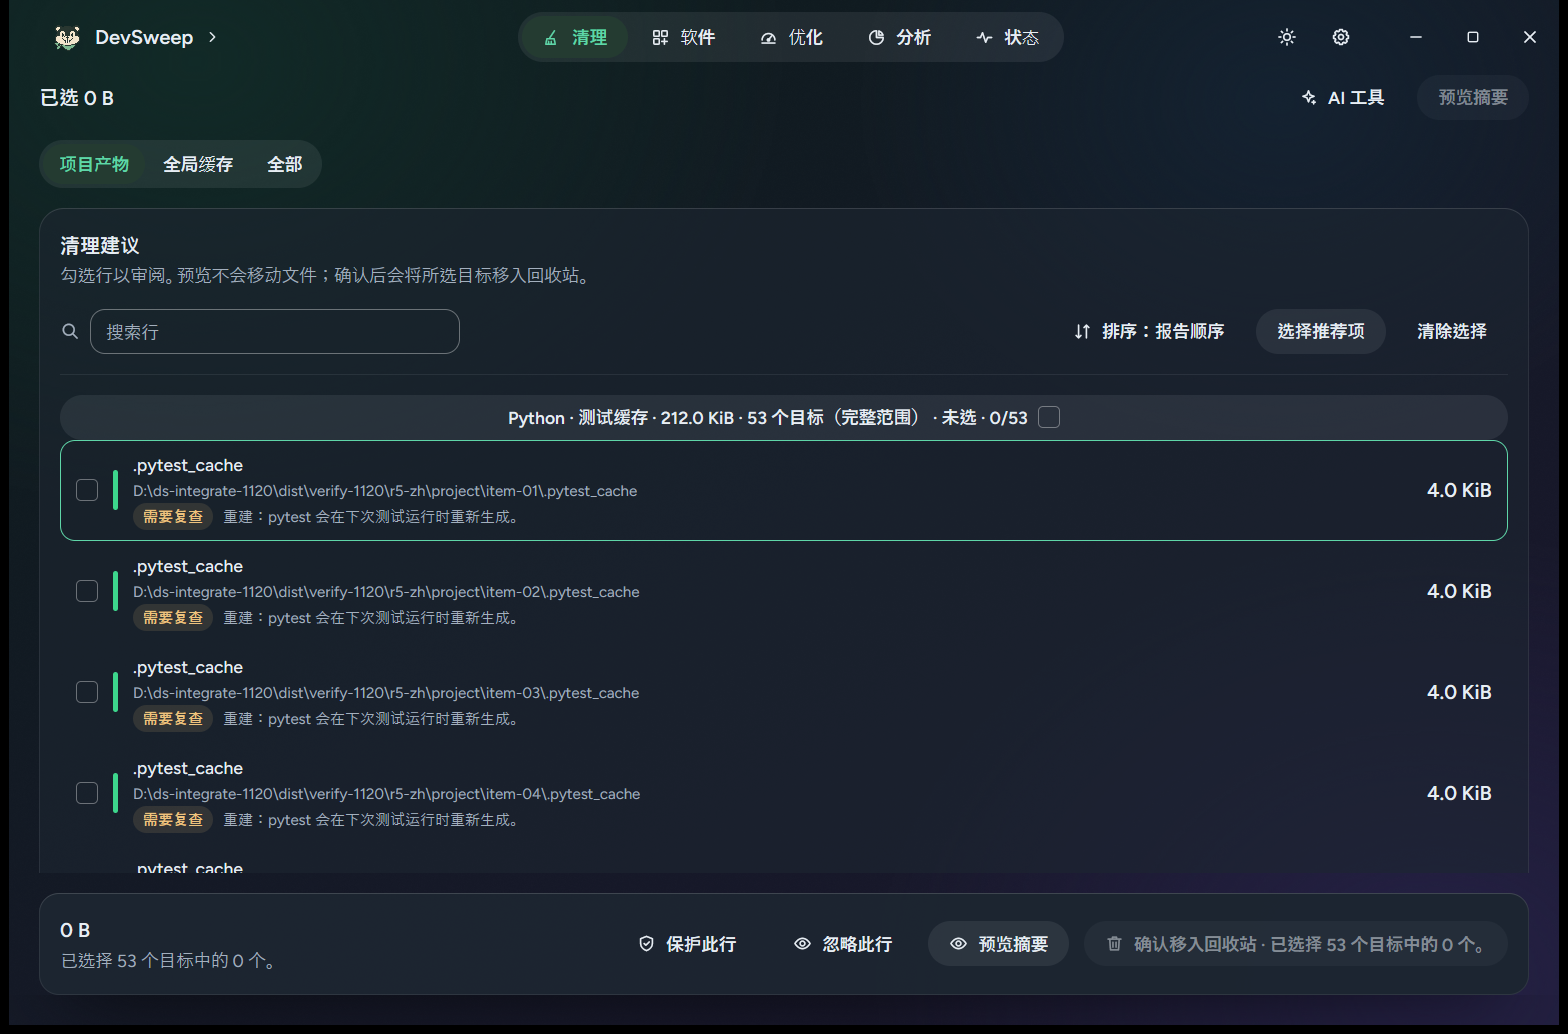 DevSweep
清理
软件
优化
分析
状态
已选 0 B
AI 工具
预览摘要
项目产物
全局缓存
全部
清理建议
勾选行以审阅。预览不会移动文件；确认后会将所选目标移入回收站。
搜索行
排序：报告顺序
选择推荐项
清除选择
Python · 测试缓存 · 212.0 KiB · 53 个目标（完整范围） · 未选 · 0/53
.pytest_cache
D:\ds-integrate-1120\dist\verify-1120\r5-zh\project\item-01\.pytest_cache
4.0 KiB
需要复查 重建：pytest 会在下次测试运行时重新生成。
.pytest_cache
D:\ds-integrate-1120\dist\verify-1120\r5-zh\project\item-02\.pytest_cache
4.0 KiB
需要复查 重建：pytest 会在下次测试运行时重新生成。
.pytest_cache
D:\ds-integrate-1120\dist\verify-1120\r5-zh\project\item-03\.pytest_cache
4.0 KiB
需要复查 重建：pytest 会在下次测试运行时重新生成。
.pytest_cache
D:\ds-integrate-1120\dist\verify-1120\r5-zh\project\item-04\.pytest_cache
4.0 KiB
需要复查 重建：pytest 会在下次测试运行时重新生成。
.pytest_cache
0 B
已选择 53 个目标中的 0 个。
保护此行
忽略此行
预览摘要
确认移入回收站 · 已选择 53 个目标中的 0 个。